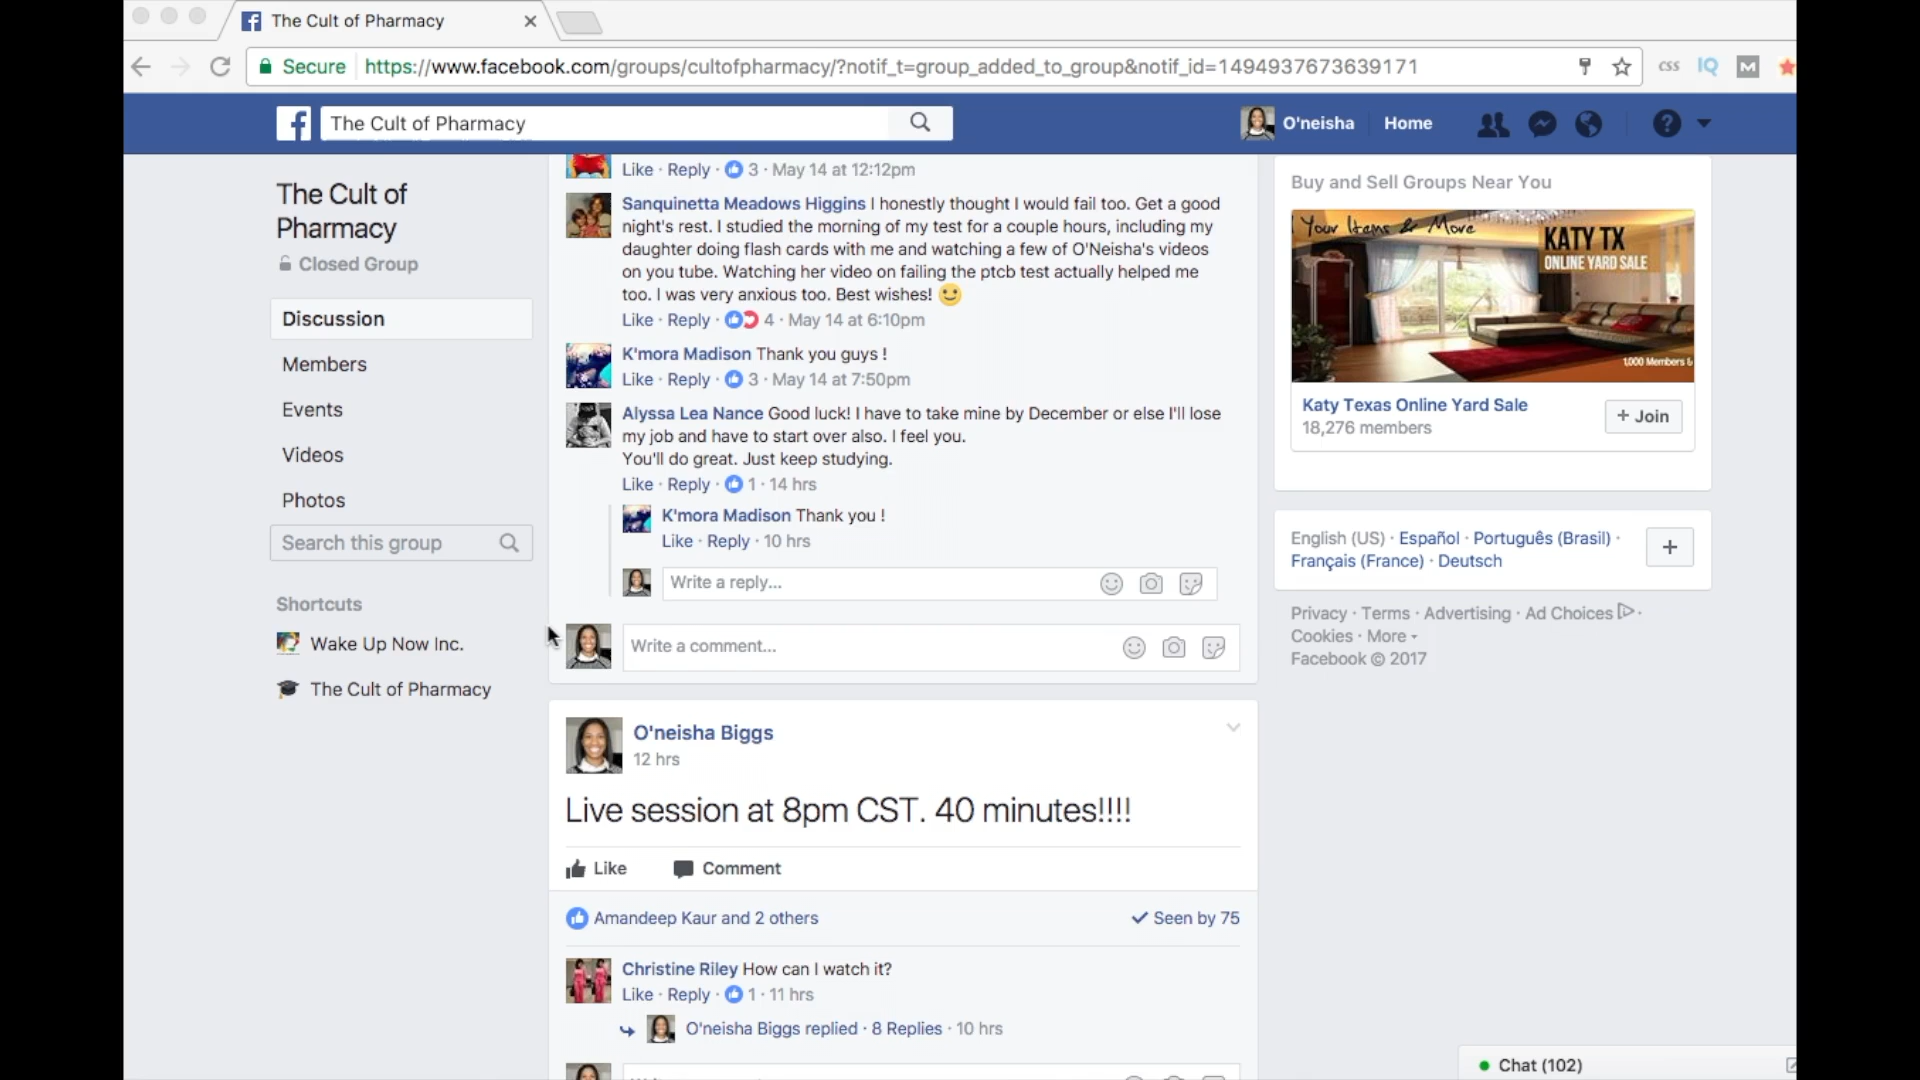 The Cult of Pharmacy
Secure
https://www.facebook.com/groups/cultofpharmacy/?notif_t=group_added_to_group&notif_id=1494937673639171
css
IQ
M
The Cult of Pharmacy
O'neisha
Home
The Cult of
Pharmacy
Closed Group
Discussion
Members
Events
Videos
Photos
Search this group
Shortcuts
Wake Up Now Inc.
The Cult of Pharmacy
Like · Reply · 3 · May 14 at 12:12pm
Sanquinetta Meadows Higgins I honestly thought I would fail too. Get a good
night's rest. I studied the morning of my test for a couple hours, including my
daughter doing flash cards with me and watching a few of O'Neisha's videos
on you tube. Watching her video on failing the ptcb test actually helped me
too. I was very anxious too. Best wishes! 🙂
Like · Reply · 4 · May 14 at 6:10pm
K'mora Madison Thank you guys !
Like · Reply · 3 · May 14 at 7:50pm
Alyssa Lea Nance Good luck! I have to take mine by December or else I'll lose
my job and have to start over also. I feel you.
You'll do great. Just keep studying.
Like · Reply · 1 · 14 hrs
K'mora Madison Thank you !
Like · Reply · 10 hrs
Write a reply...
Write a comment...
O'neisha Biggs
12 hrs
Live session at 8pm CST. 40 minutes!!!!
Like
Comment
Amandeep Kaur and 2 others
Seen by 75
Christine Riley How can I watch it?
Like · Reply · 1 · 11 hrs
O'neisha Biggs replied · 8 Replies · 10 hrs
Buy and Sell Groups Near You
Your Items & More
KATY TX
ONLINE YARD SALE
1,000 Members &
Katy Texas Online Yard Sale
18,276 members
+ Join
English (US) · Español · Português (Brasil) ·
Français (France) · Deutsch
Privacy · Terms · Advertising · Ad Choices ·
Cookies · More
Facebook © 2017
Chat (102)